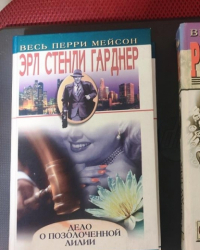 ВЕСЬ ПЕРРИ МЕЙСОН
ЭРЛ СТЕНЛИ ГАРДНЕР
ДЕЛО
О ПОЗОЛОЧЕННОЙ
ЛИЛИИ